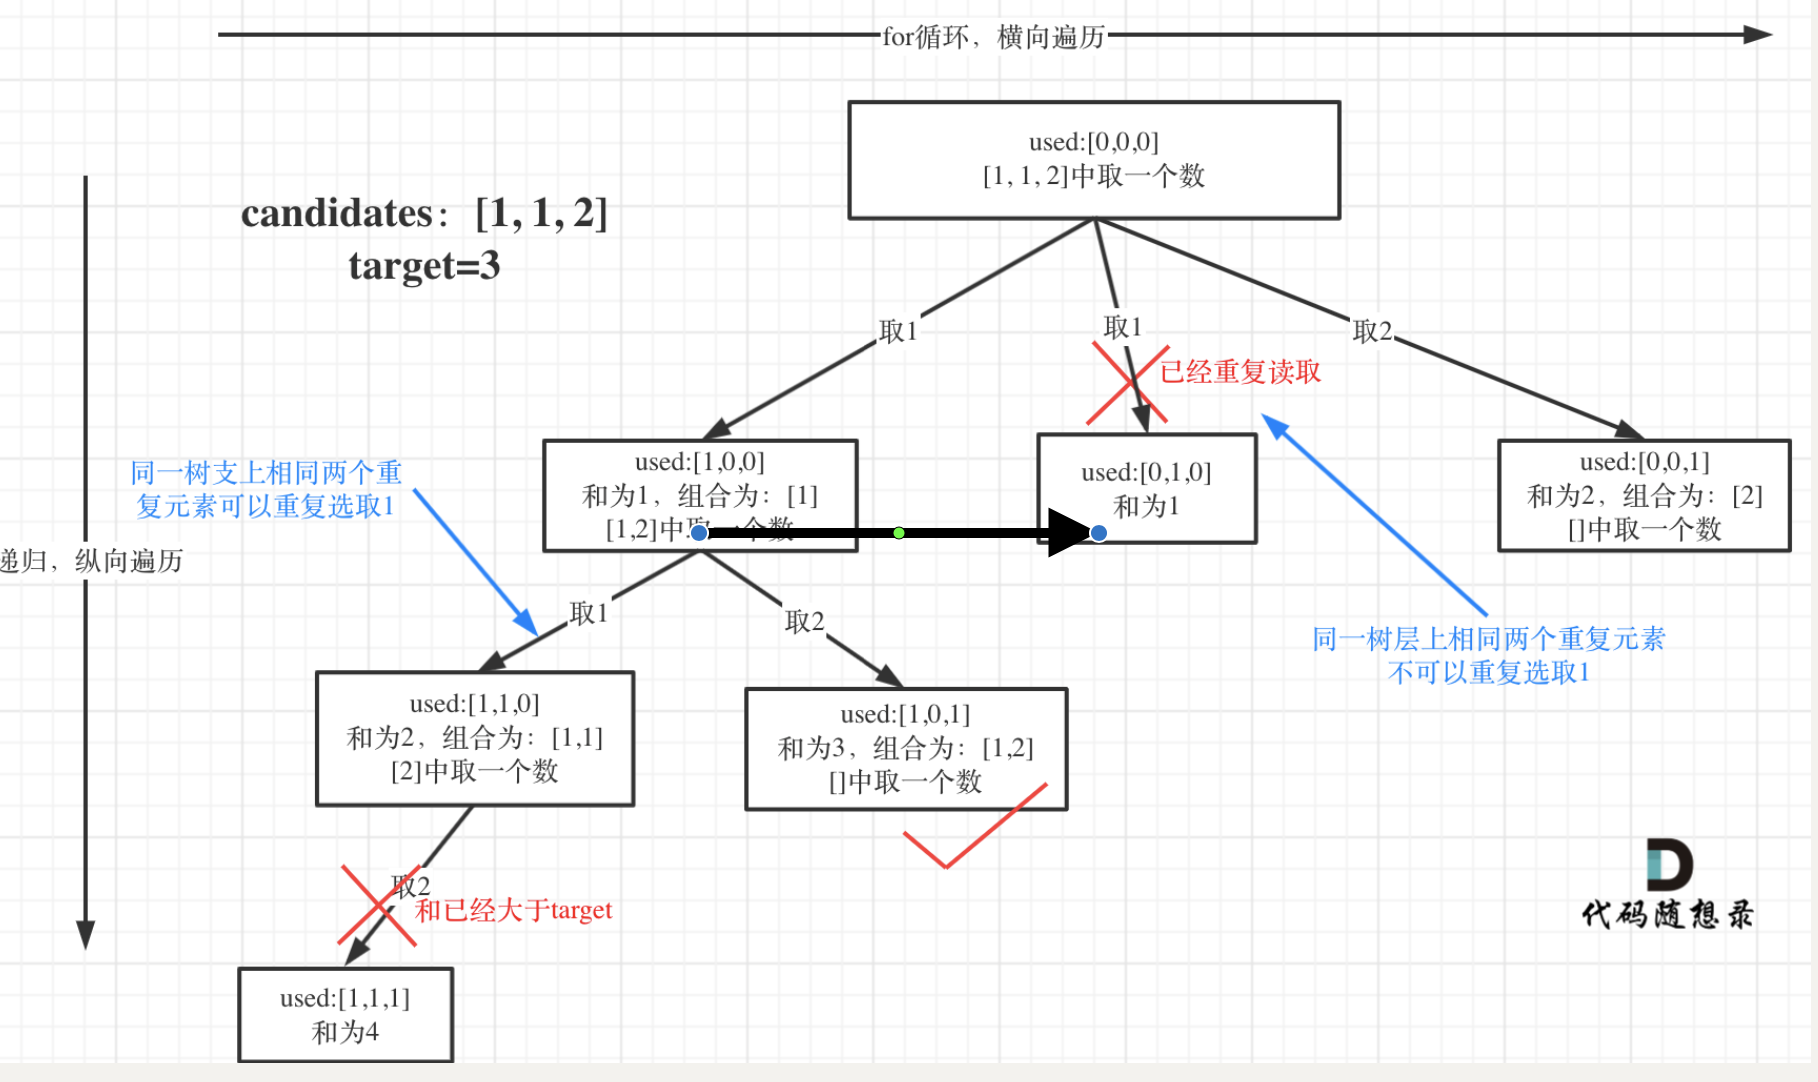 for循环，横向遍历
used:[0,0,0]
[1, 1, 2]中取一个数
candidates：[1, 1, 2]
target=3
取1
取1
取2
已经重复读取
同一树支上相同两个重
复元素可以重复选取1
used:[1,0,0]
和为1，组合为：[1]
[1,2]中取一个数
used:[0,1,0]
和为1
used:[0,0,1]
和为2，组合为：[2]
[]中取一个数
递归，纵向遍历
取1
取2
同一树层上相同两个重复元素
不可以重复选取1
used:[1,1,0]
和为2，组合为：[1,1]
[2]中取一个数
used:[1,0,1]
和为3，组合为：[1,2]
[]中取一个数
取2
和已经大于target
代码随想录
used:[1,1,1]
和为4